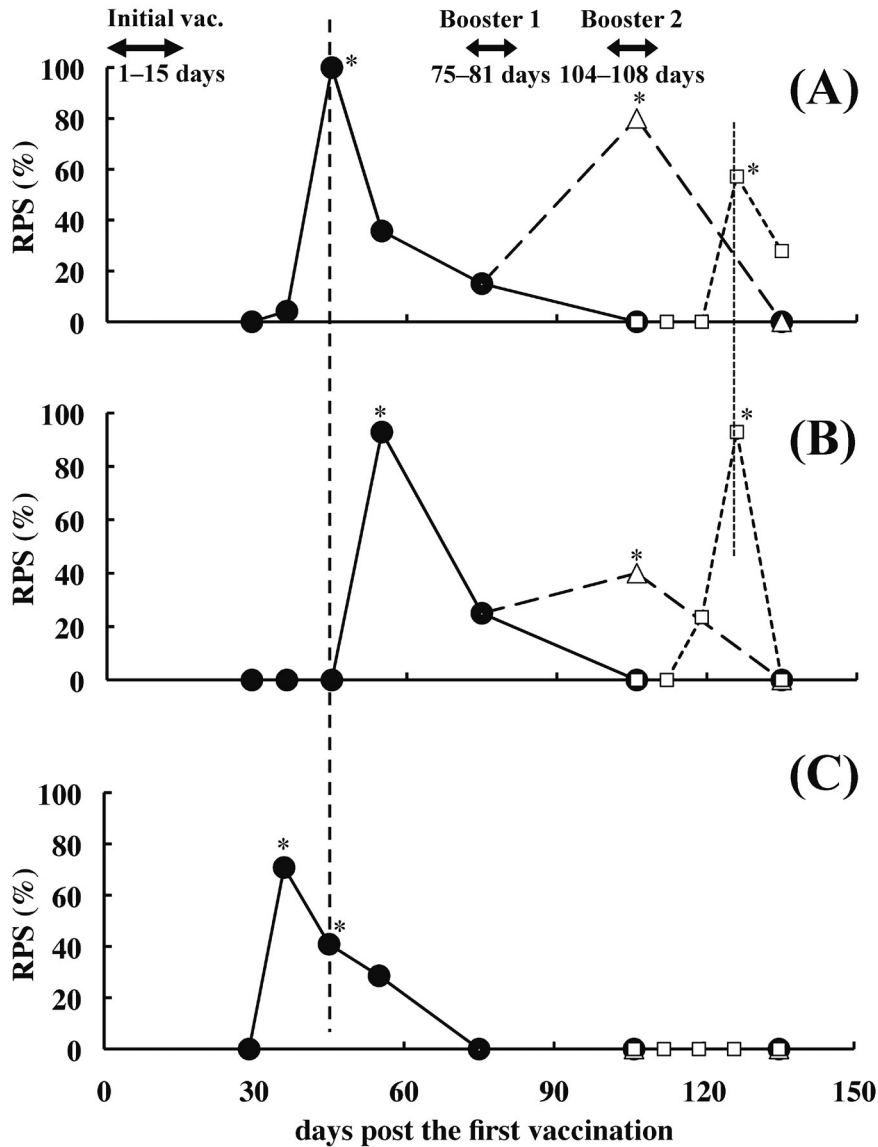 Initial vac. Booster 1 Booster 2
1–15 days 75–81 days 104–108 days
(A)
100
80
60
40
20
0
RPS (%)
* * *
(B)
100
80
60
40
20
0
RPS (%)
* * *
(C)
100
80
60
40
20
0
RPS (%)
* *
0 30 60 90 120 150
days post the first vaccination